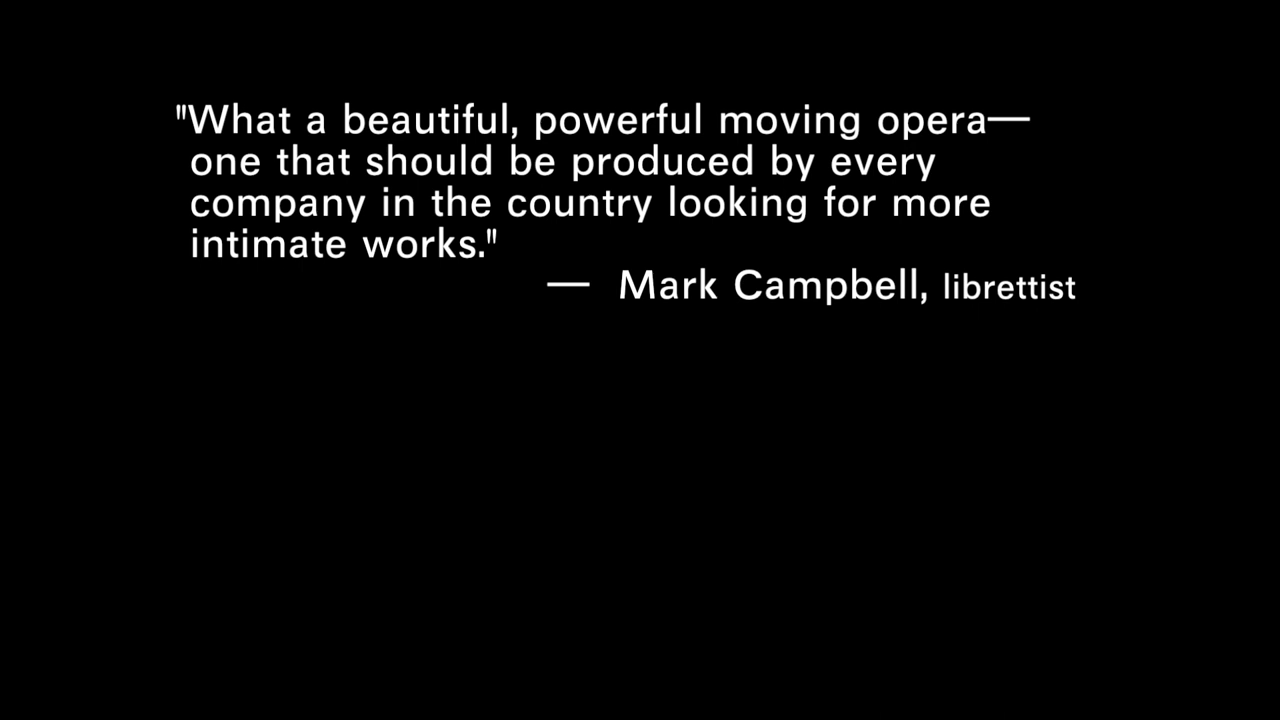 "What a beautiful, powerful moving opera—
one that should be produced by every
company in the country looking for more
intimate works."
— Mark Campbell, librettist